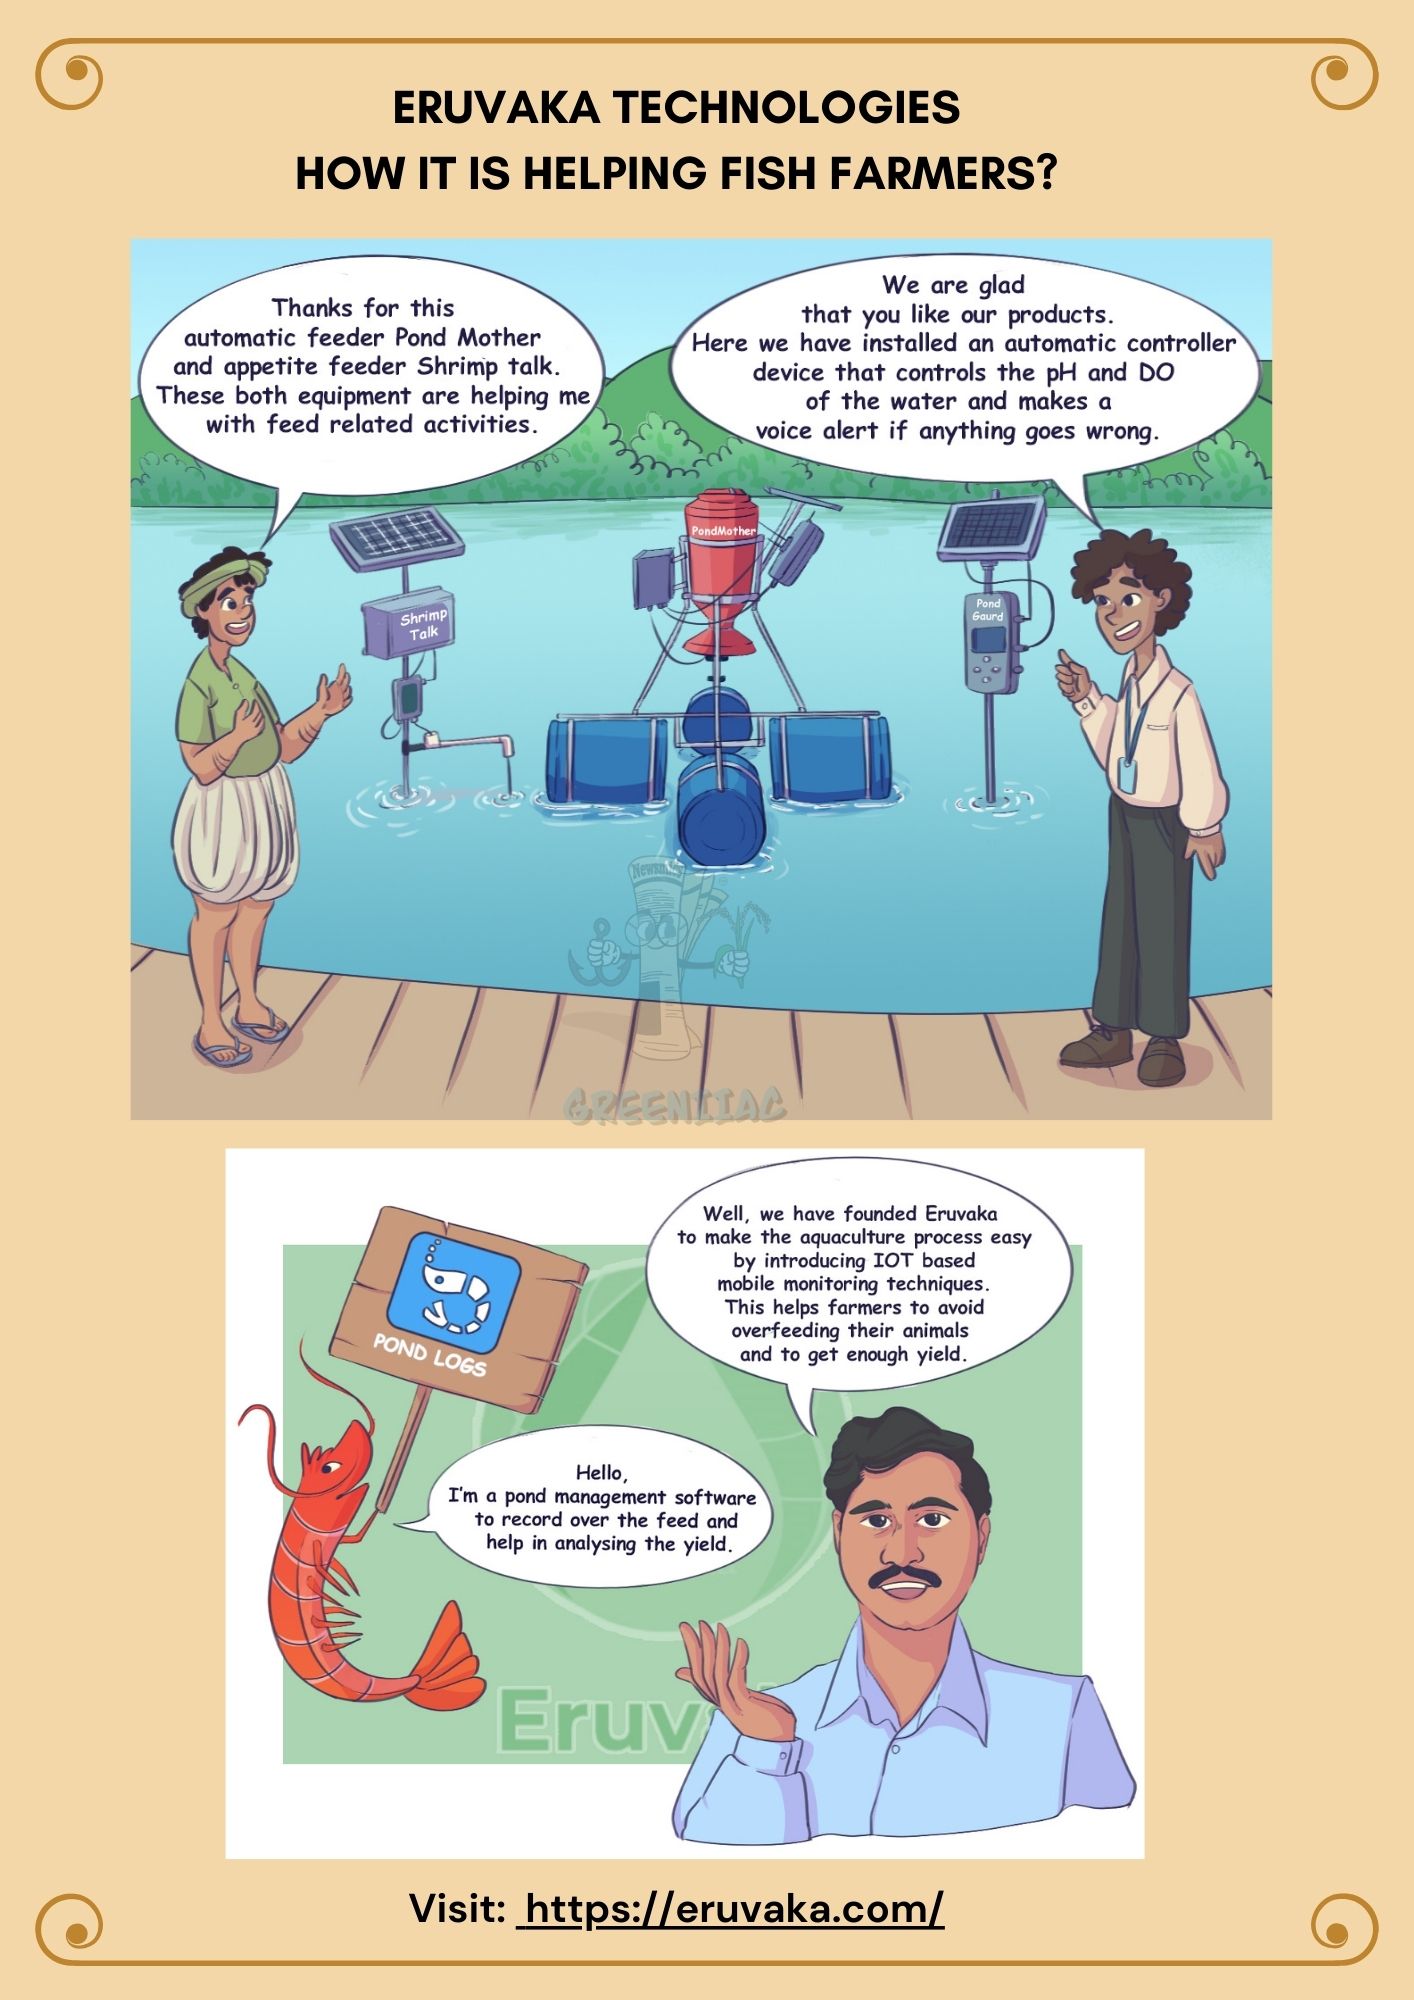 ERUVAKA TECHNOLOGIES
HOW IT IS HELPING FISH FARMERS?
Thanks for this
automatic feeder Pond Mother
and appetite feeder Shrimp talk.
These both equipment are helping me
with feed related activities.
We are glad
that you like our products.
Here we have installed an automatic controller
device that controls the pH and DO
of the water and makes a
voice alert if anything goes wrong.
Shrimp
Talk
PondMother
Pond
Gaurd
GREENIIAC
POND LOGS
Well, we have founded Eruvaka
to make the aquaculture process easy
by introducing IOT based
mobile monitoring techniques.
This helps farmers to avoid
overfeeding their animals
and to get enough yield.
Hello,
I'm a pond management software
to record over the feed and
help in analysing the yield.
Eruv
Visit: https://eruvaka.com/